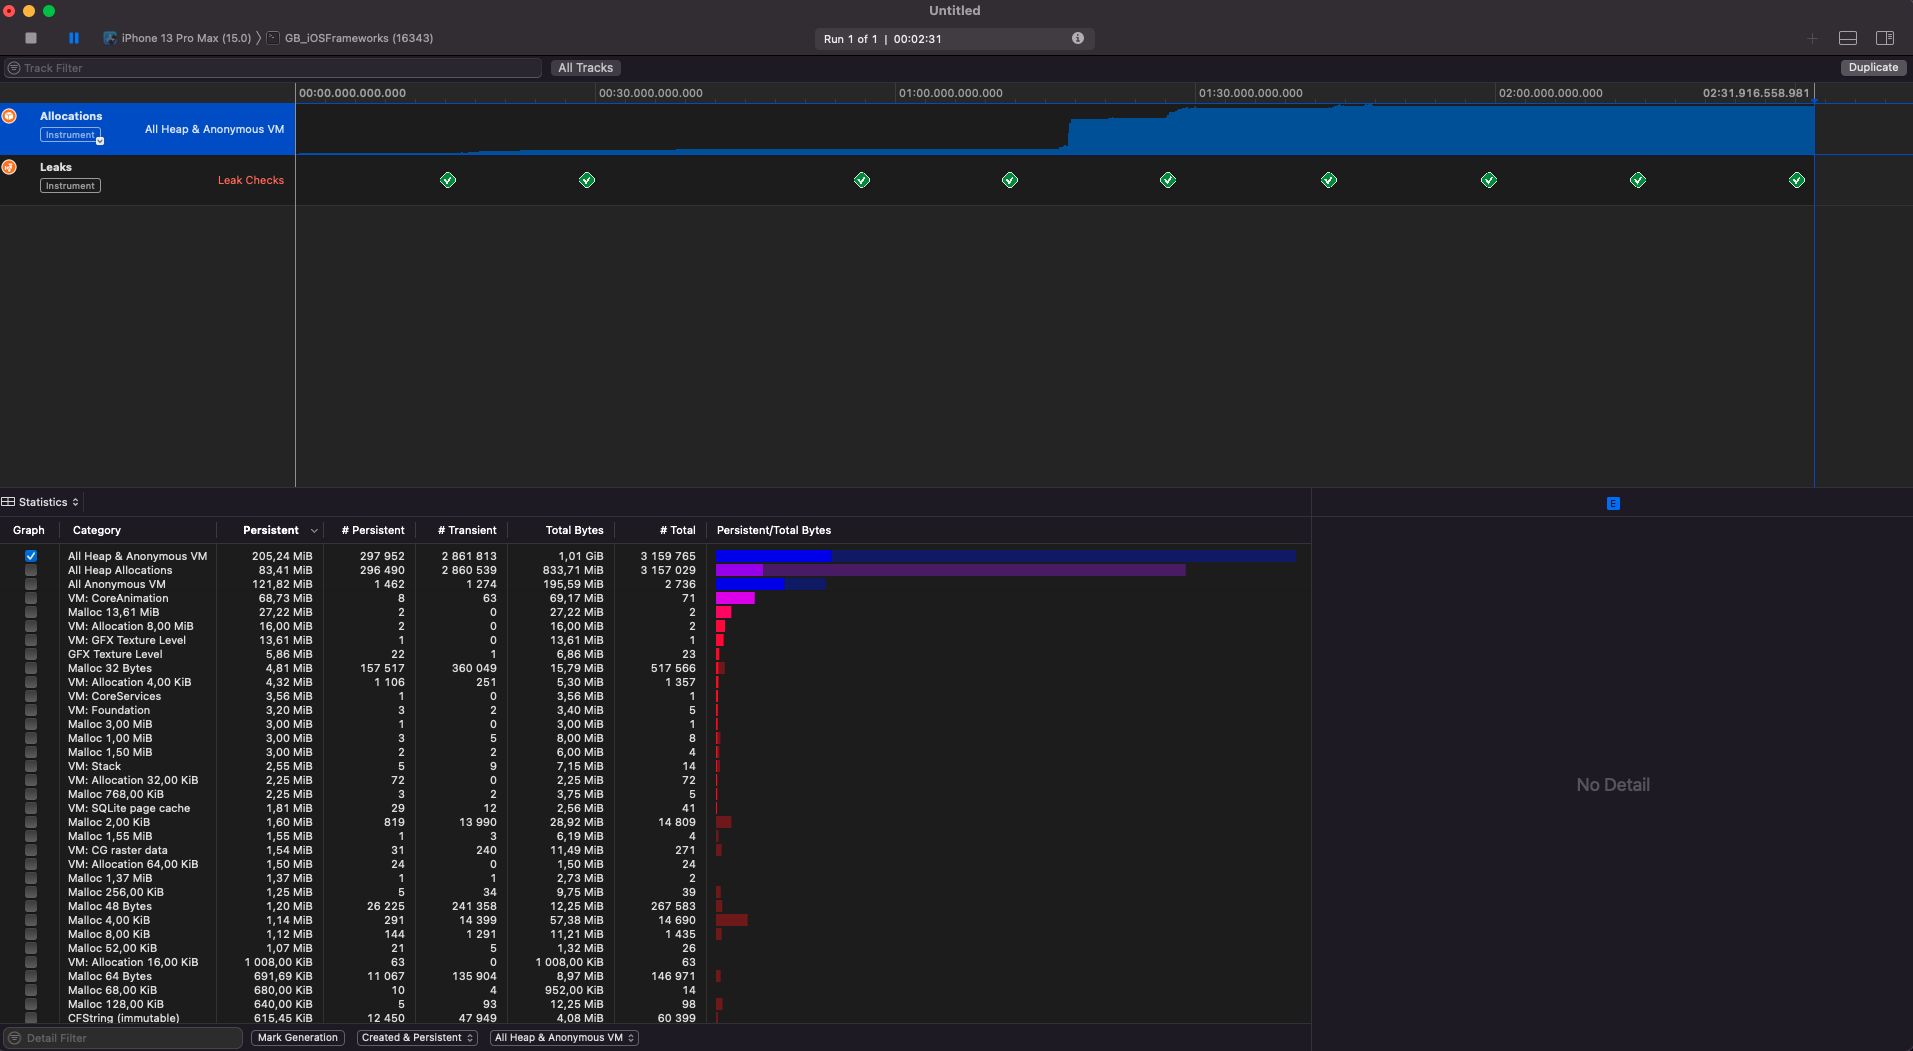 Untitled
iPhone 13 Pro Max (15.0) 〉 GB_iOSFrameworks (16343)
Run 1 of 1 | 00:02:31
Track Filter
All Tracks
Duplicate
00:00.000.000.000 00:30.000.000.000 01:00.000.000.000 01:30.000.000.000 02:00.000.000.000 02:31.916.558.981
Allocations
Instrument
All Heap & Anonymous VM
Leaks
Instrument
Leak Checks
Statistics
E
Graph Category Persistent # Persistent # Transient Total Bytes # Total Persistent/Total Bytes
All Heap & Anonymous VM 205,24 MiB 297 952 2 861 813 1,01 GiB 3 159 765
All Heap Allocations 83,41 MiB 296 490 2 860 539 833,71 MiB 3 157 029
All Anonymous VM 121,82 MiB 1 462 1 274 195,59 MiB 2 736
VM: CoreAnimation 68,73 MiB 8 63 69,17 MiB 71
Malloc 13,61 MiB 27,22 MiB 2 0 27,22 MiB 2
VM: Allocation 8,00 MiB 16,00 MiB 2 0 16,00 MiB 2
VM: GFX Texture Level 13,61 MiB 1 0 13,61 MiB 1
GFX Texture Level 5,86 MiB 22 1 6,86 MiB 23
Malloc 32 Bytes 4,81 MiB 157 517 360 049 15,79 MiB 517 566
VM: Allocation 4,00 KiB 4,32 MiB 1 106 251 5,30 MiB 1 357
VM: CoreServices 3,56 MiB 1 0 3,56 MiB 1
VM: Foundation 3,20 MiB 3 2 3,40 MiB 5
Malloc 3,00 MiB 3,00 MiB 1 0 3,00 MiB 1
Malloc 1,00 MiB 3,00 MiB 3 5 8,00 MiB 8
Malloc 1,50 MiB 3,00 MiB 2 2 6,00 MiB 4
VM: Stack 2,55 MiB 5 9 7,15 MiB 14
VM: Allocation 32,00 KiB 2,25 MiB 72 0 2,25 MiB 72
Malloc 768,00 KiB 2,25 MiB 3 2 3,75 MiB 5
VM: SQLite page cache 1,81 MiB 29 12 2,56 MiB 41
Malloc 2,00 KiB 1,60 MiB 819 13 990 28,92 MiB 14 809
Malloc 1,55 MiB 1,55 MiB 1 3 6,19 MiB 4
VM: CG raster data 1,54 MiB 31 240 11,49 MiB 271
VM: Allocation 64,00 KiB 1,50 MiB 24 0 1,50 MiB 24
Malloc 1,37 MiB 1,37 MiB 1 1 2,73 MiB 2
Malloc 256,00 KiB 1,25 MiB 5 34 9,75 MiB 39
Malloc 48 Bytes 1,20 MiB 26 225 241 358 12,25 MiB 267 583
Malloc 4,00 KiB 1,14 MiB 291 14 399 57,38 MiB 14 690
Malloc 8,00 KiB 1,12 MiB 144 1 291 11,21 MiB 1 435
Malloc 52,00 KiB 1,07 MiB 21 5 1,32 MiB 26
VM: Allocation 16,00 KiB 1 008,00 KiB 63 0 1 008,00 KiB 63
Malloc 64 Bytes 691,69 KiB 11 067 135 904 8,97 MiB 146 971
Malloc 68,00 KiB 680,00 KiB 10 4 952,00 KiB 14
Malloc 128,00 KiB 640,00 KiB 5 93 12,25 MiB 98
CFString (immutable) 615,45 KiB 12 450 47 949 4,08 MiB 60 399
No Detail
Detail Filter
Mark Generation
Created & Persistent
All Heap & Anonymous VM